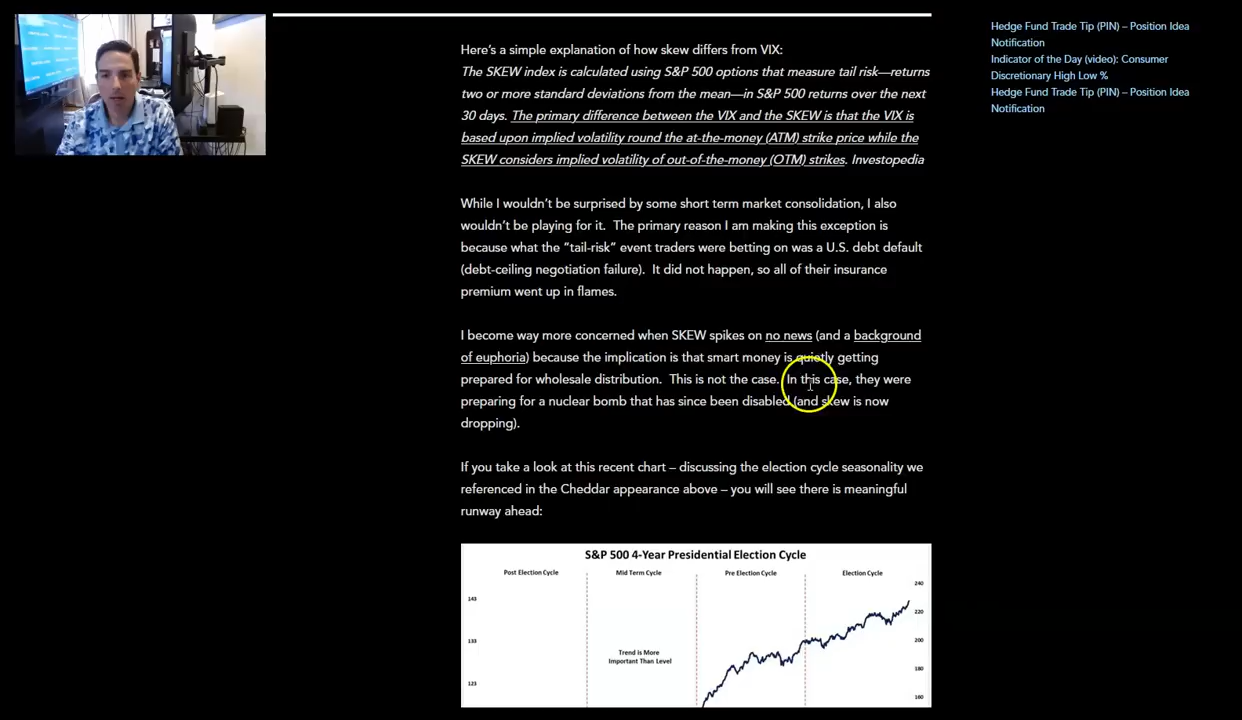 Here's a simple explanation of how skew differs from VIX:
The SKEW index is calculated using S&P 500 options that measure tail risk—returns
two or more standard deviations from the mean—in S&P 500 returns over the next
30 days. The primary difference between the VIX and the SKEW is that the VIX is
based upon implied volatility round the at-the-money (ATM) strike price while the
SKEW considers implied volatility of out-of-the-money (OTM) strikes. Investopedia
While I wouldn't be surprised by some short term market consolidation, I also
wouldn't be playing for it.  The primary reason I am making this exception is
because what the “tail-risk” event traders were betting on was a U.S. debt default
(debt-ceiling negotiation failure).  It did not happen, so all of their insurance
premium went up in flames.
I become way more concerned when SKEW spikes on no news (and a background
of euphoria) because the implication is that smart money is quietly getting
prepared for wholesale distribution.  This is not the case.  In this case, they were
preparing for a nuclear bomb that has since been disabled (and skew is now
dropping).
If you take a look at this recent chart – discussing the election cycle seasonality we
referenced in the Cheddar appearance above – you will see there is meaningful
runway ahead:
S&P 500 4-Year Presidential Election Cycle
Post Election Cycle
Mid Term Cycle
Pre Election Cycle
Election Cycle
143
133
123
Trend is More
Important Than Level
240
220
200
180
160
Hedge Fund Trade Tip (PIN) – Position Idea
Notification
Indicator of the Day (video): Consumer
Discretionary High Low %
Hedge Fund Trade Tip (PIN) – Position Idea
Notification